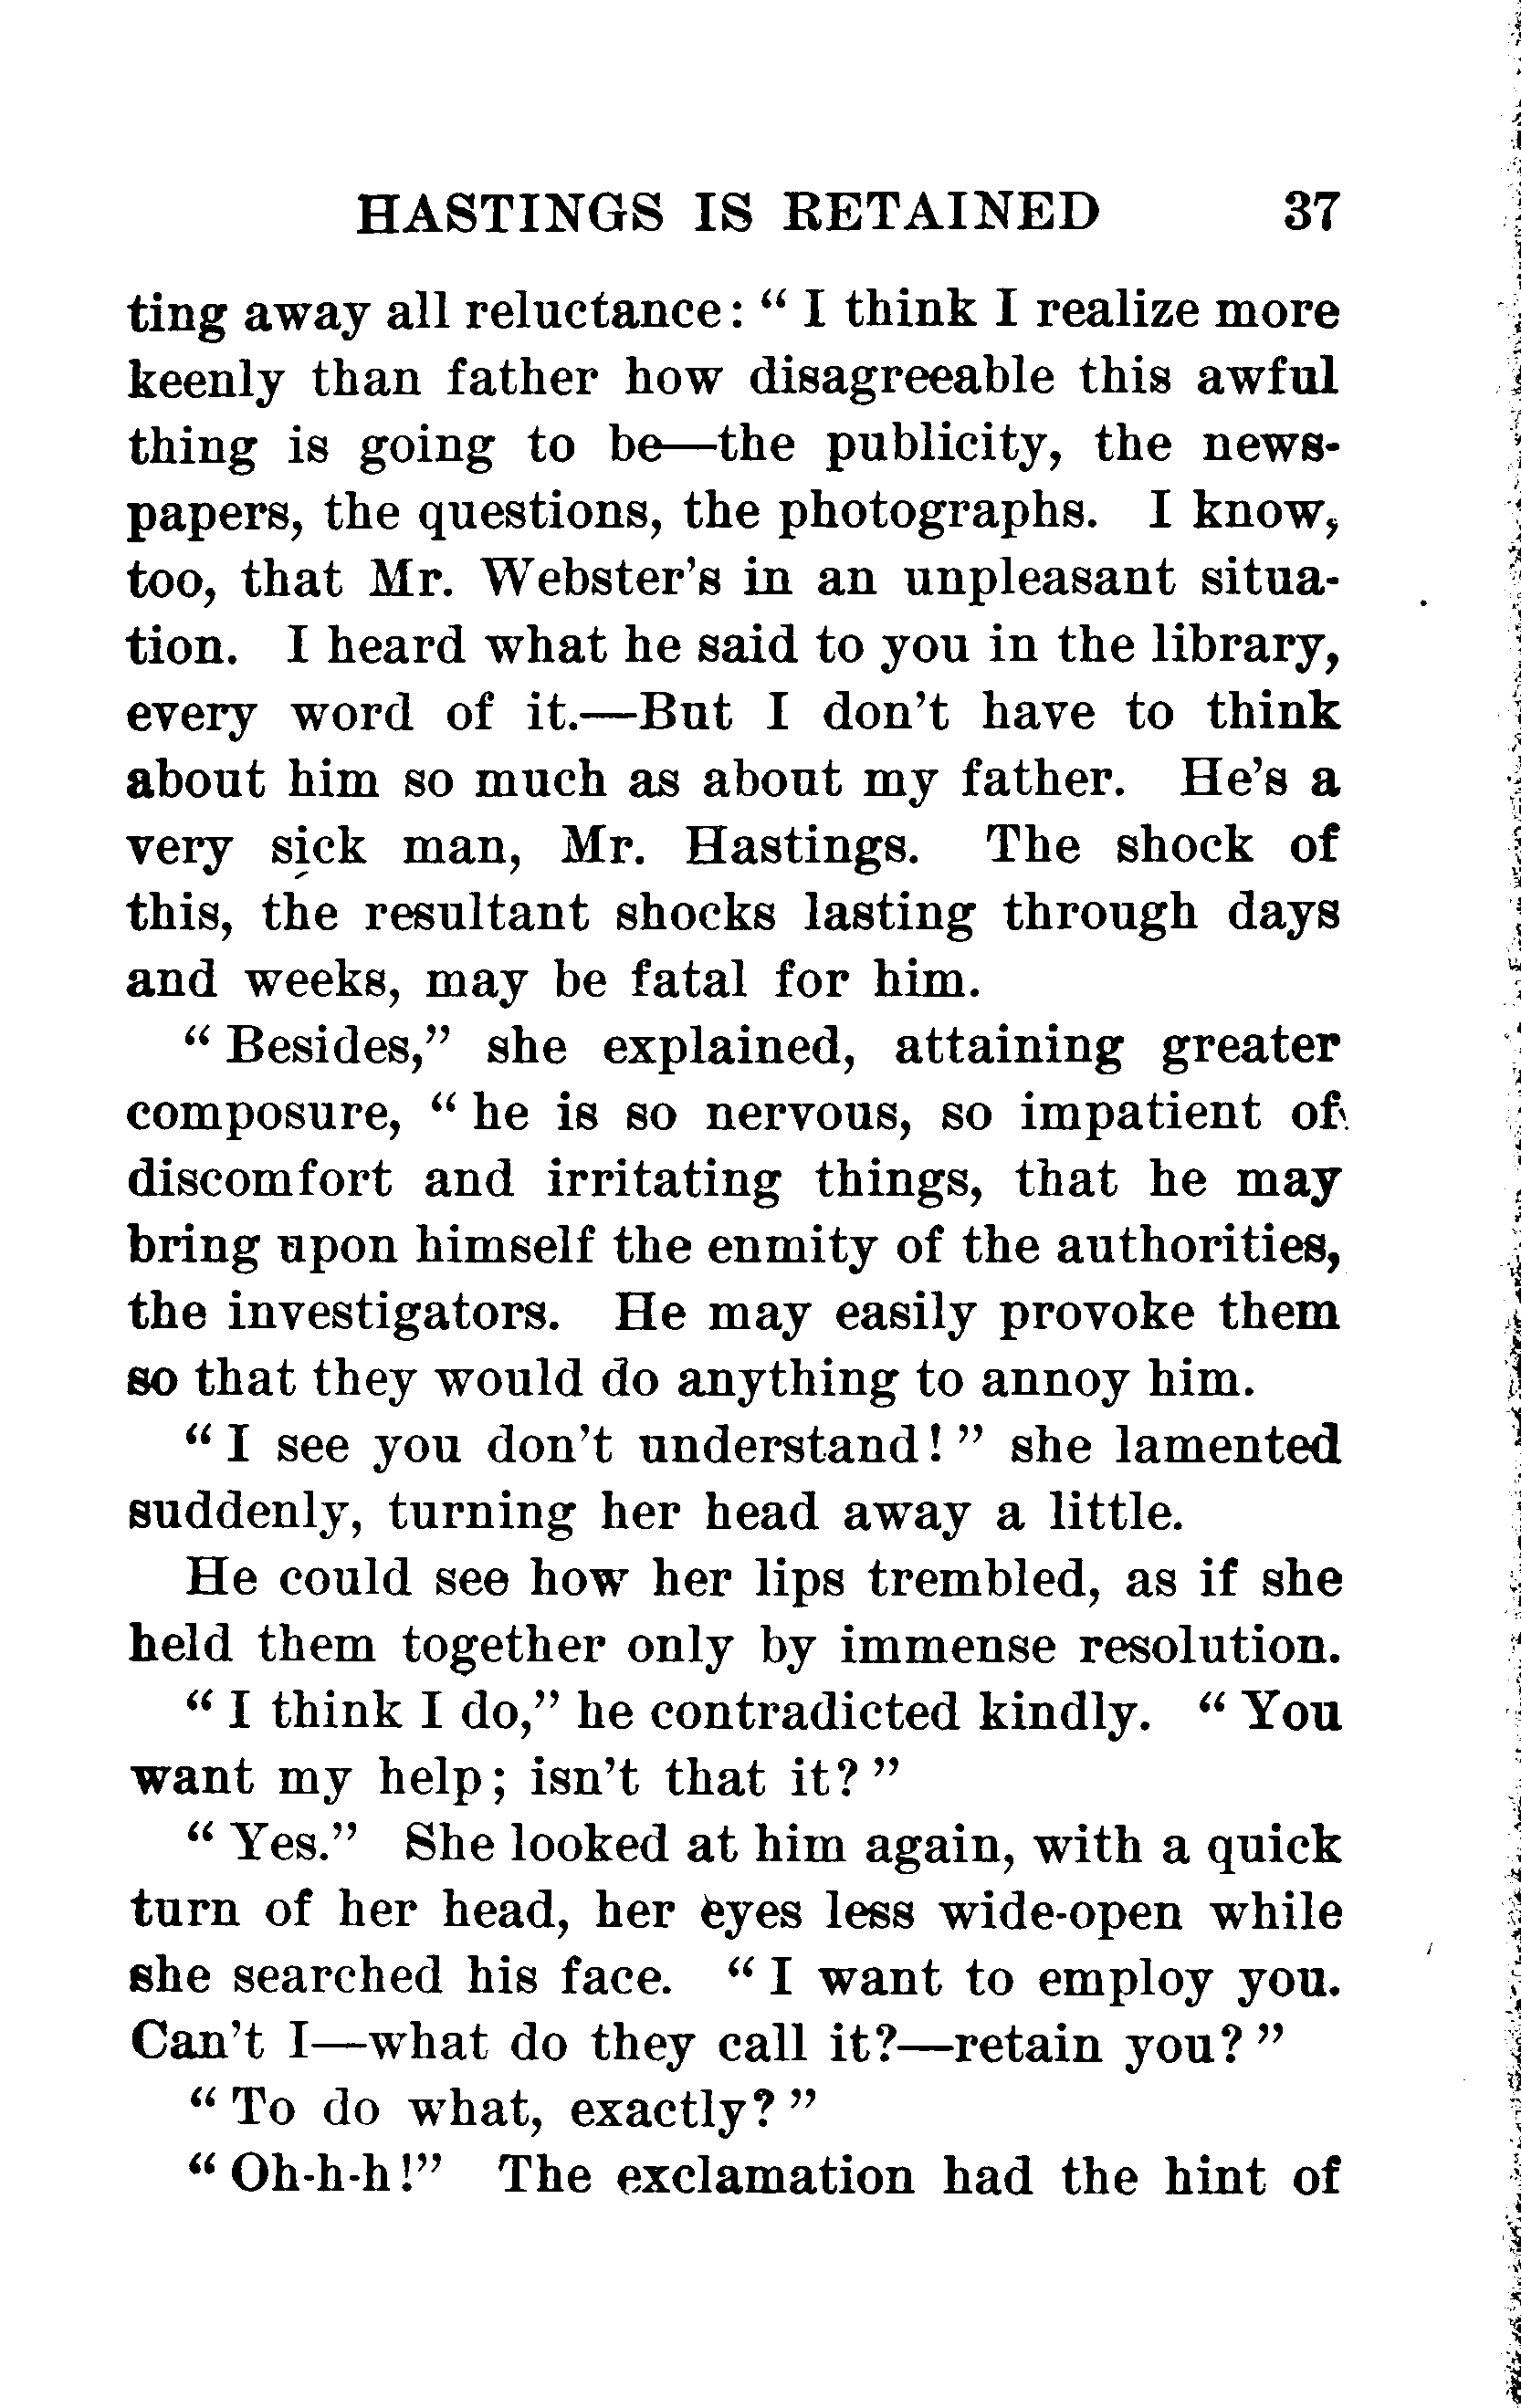 HASTINGS IS RETAINED 37
ting away all reluctance: “ I think I realize more
keenly than father how disagreeable this awful
thing is going to be—the publicity, the news-
papers, the questions, the photographs. I know,
too, that Mr. Webster’s in an unpleasant situa-
tion. I heard what he said to you in the library,
every word of it.—But I don’t have to think
about him so much as about my father. He’s a
very sick man, Mr. Hastings. The shock of
this, the resultant shocks lasting through days
and weeks, may be fatal for him.
“ Besides,” she explained, attaining greater
composure, “ he is so nervous, so impatient of
discomfort and irritating things, that he may
bring upon himself the enmity of the authorities,
the investigators. He may easily provoke them
so that they would do anything to annoy him.
“ I see you don’t understand! ” she lamented
suddenly, turning her head away a little.
He could see how her lips trembled, as if she
held them together only by immense resolution.
“ I think I do,” he contradicted kindly. “ You
want my help; isn’t that it? ”
“ Yes.” She looked at him again, with a quick
turn of her head, her eyes less wide-open while
she searched his face. “ I want to employ you.
Can’t I—what do they call it?—retain you? ”
“ To do what, exactly? ”
“ Oh-h-h!” The exclamation had the hint of